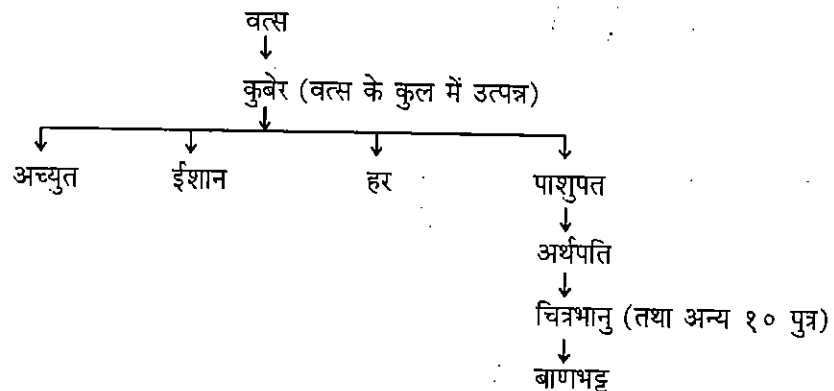 वत्स
कुबेर (वत्स के कुल में उत्पन्न)
अच्युत ईशान हर पाशुपत
अर्थपति
चित्रभानु (तथा अन्य १० पुत्र)
बाणभट्ट